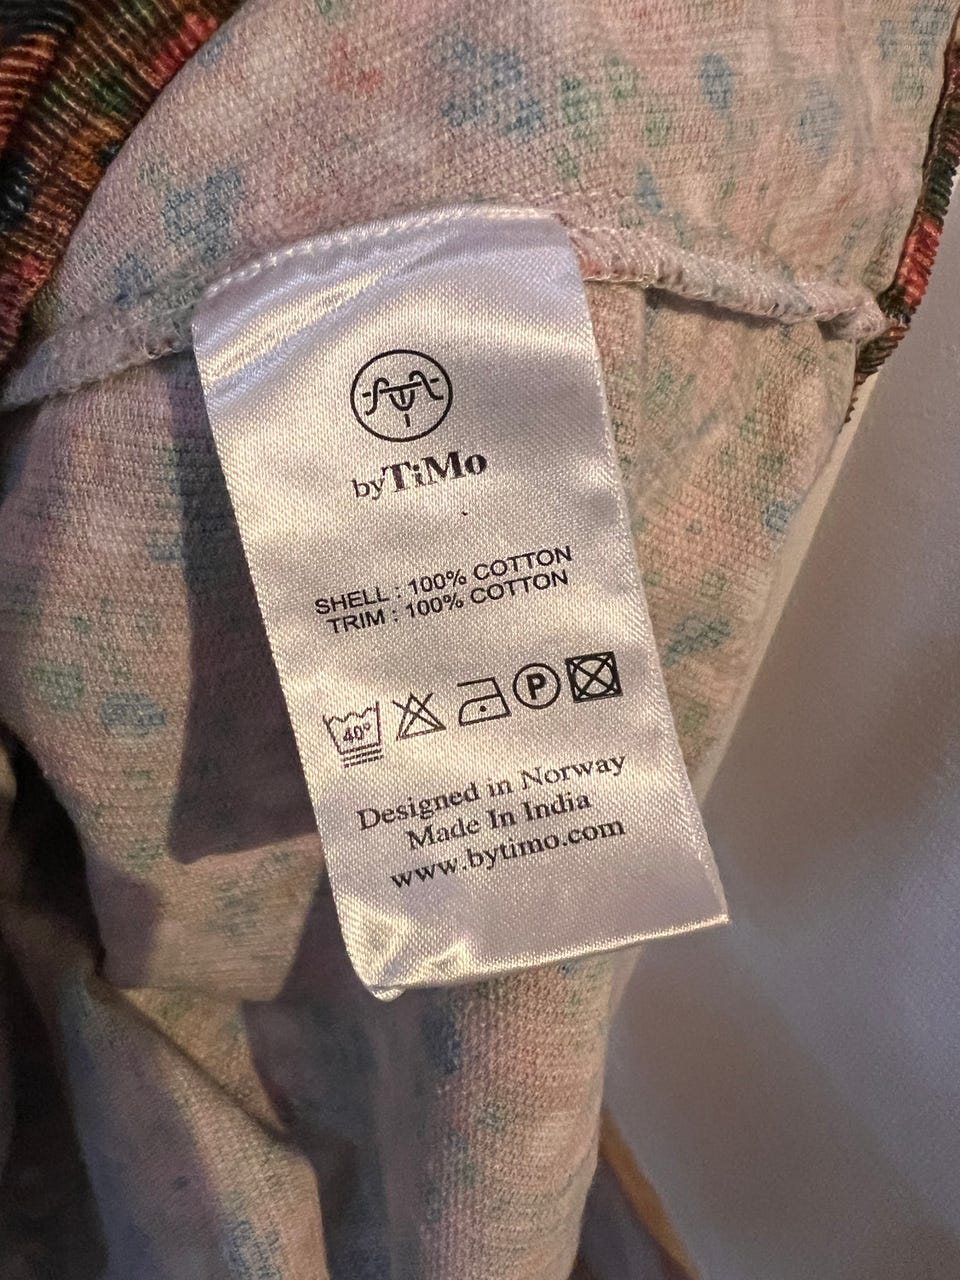 byTiMo
SHELL : 100% COTTON
TRIM : 100% COTTON
40°
P
Designed in Norway
Made In India
www.bytimo.com